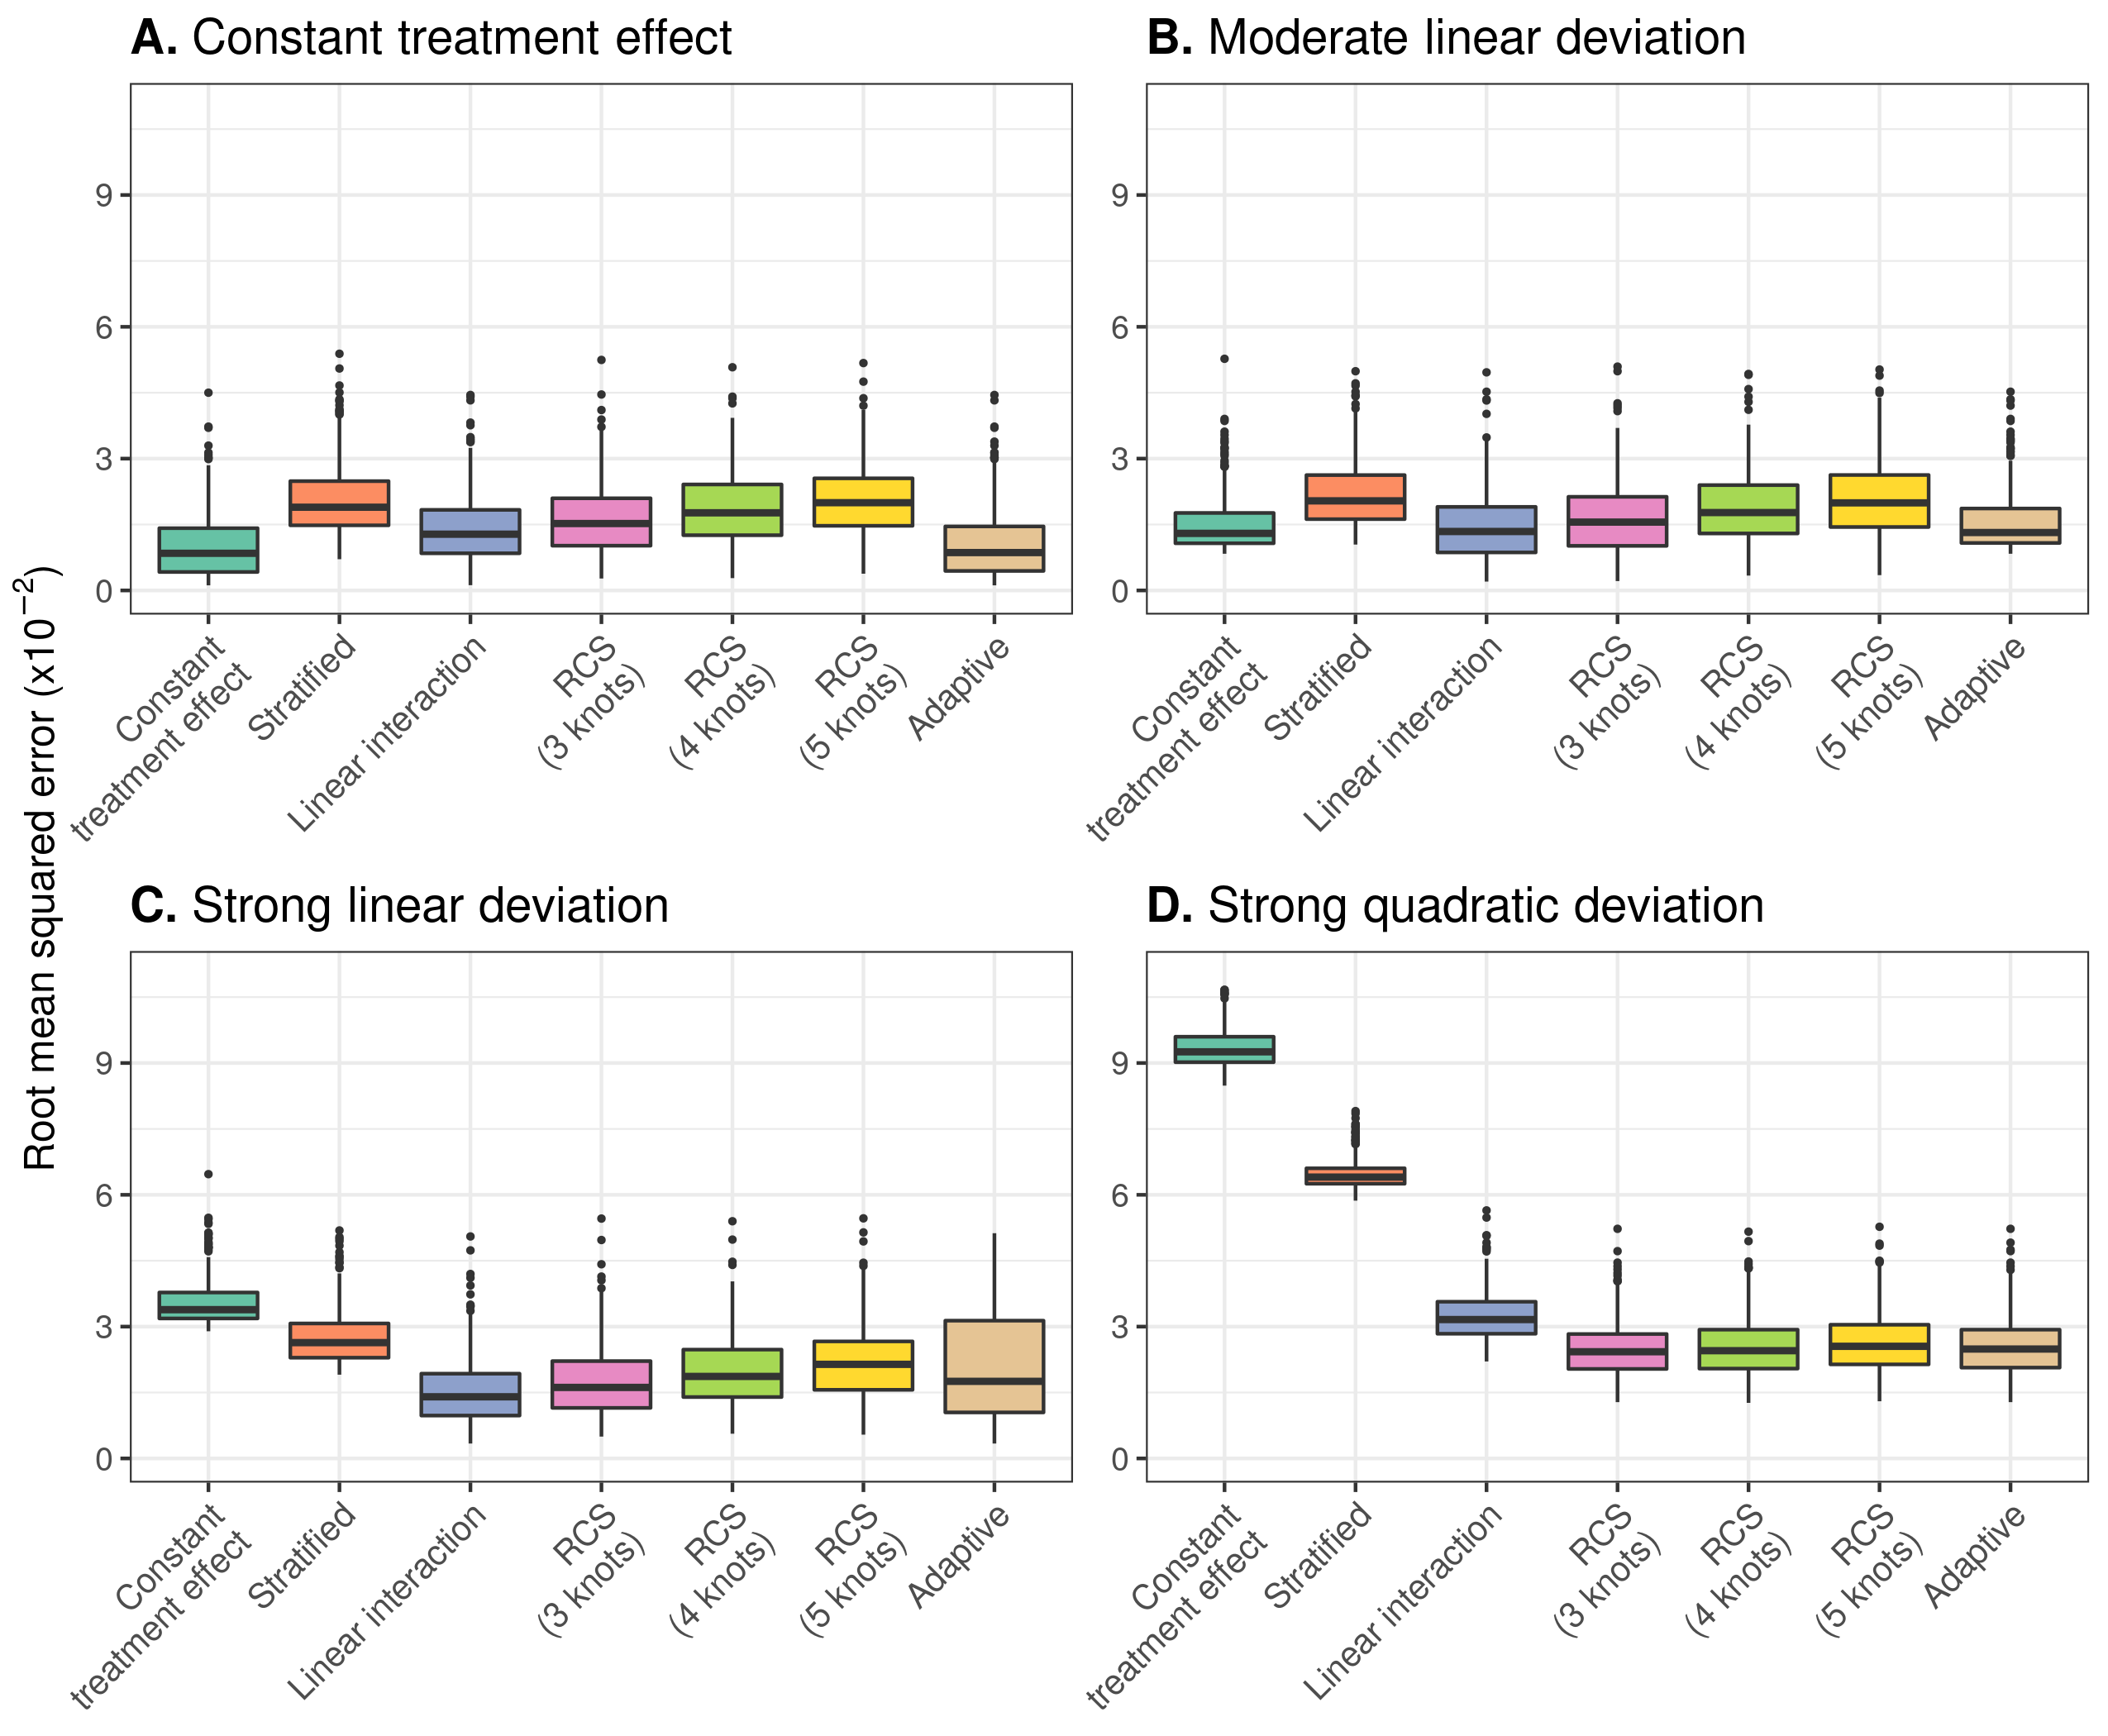 A. Constant treatment effect
9
6
3
0
Constant
treatment effect
Stratified
Linear interaction
RCS
(3 knots)
RCS
(4 knots)
RCS
(5 knots)
Adaptive
B. Moderate linear deviation
9
6
3
0
Constant
treatment effect
Stratified
Linear interaction
RCS
(3 knots)
RCS
(4 knots)
RCS
(5 knots)
Adaptive
Root mean squared error (x10⁻²)
C. Strong linear deviation
9
6
3
0
Constant
treatment effect
Stratified
Linear interaction
RCS
(3 knots)
RCS
(4 knots)
RCS
(5 knots)
Adaptive
D. Strong quadratic deviation
9
6
3
0
Constant
treatment effect
Stratified
Linear interaction
RCS
(3 knots)
RCS
(4 knots)
RCS
(5 knots)
Adaptive